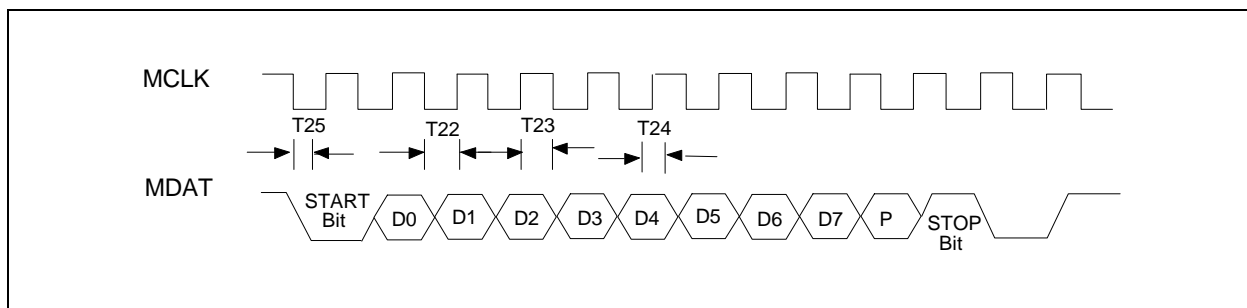 MCLK
T25 T22 T23 T24
MDAT
START
Bit
D0 D1 D2 D3 D4 D5 D6 D7 P
STOP
Bit